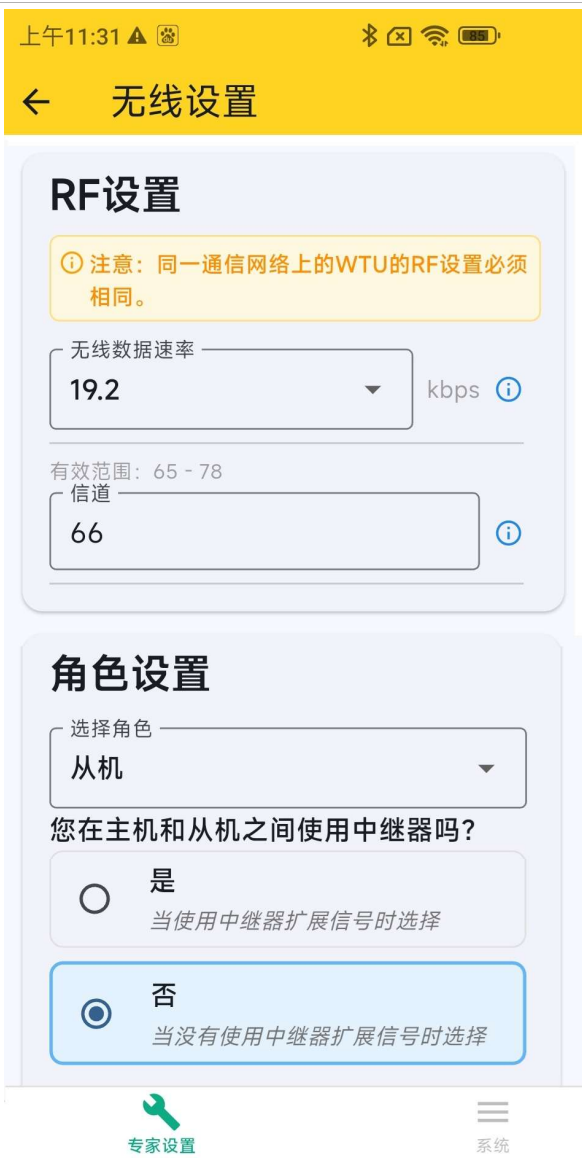 上午11:31
85
无线设置
RF设置
注意：同一通信网络上的WTU的RF设置必须
相同。
无线数据速率
19.2
kbps
有效范围：65 - 78
信道
66
角色设置
选择角色
从机
您在主机和从机之间使用中继器吗?
是
当使用中继器扩展信号时选择
否
当没有使用中继器扩展信号时选择
专家设置
系统